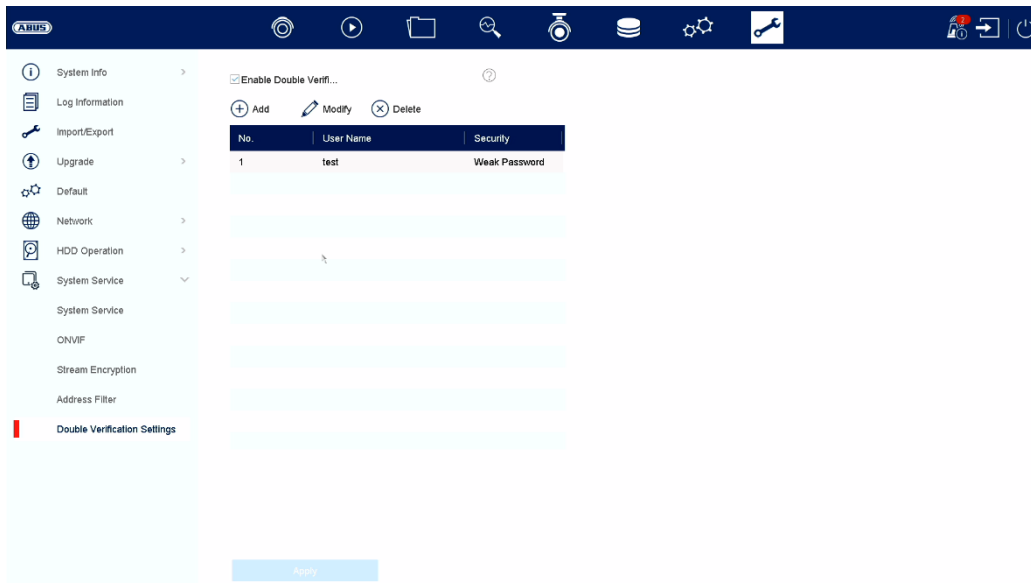 ABUS
2
System Info
Log Information
Import/Export
Upgrade
Default
Network
HDD Operation
System Service
System Service
ONVIF
Stream Encryption
Address Filter
Double Verification Settings
Enable Double Verifi...
?
Add Modify Delete
No. User Name Security
1 test Weak Password
Apply